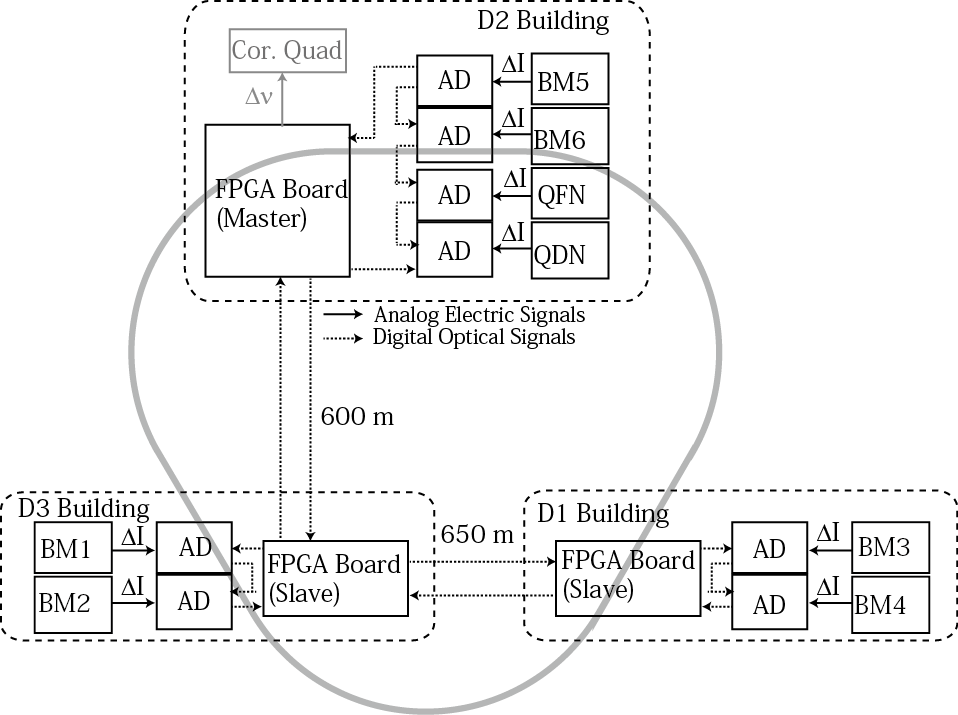 D2 Building
Cor. Quad
Δν
AD
ΔI
BM5
AD
ΔI
BM6
FPGA Board
(Master)
AD
ΔI
QFN
AD
ΔI
QDN
Analog Electric Signals
Digital Optical Signals
600 m
D3 Building
BM1
ΔI
AD
BM2
ΔI
AD
FPGA Board
(Slave)
650 m
D1 Building
FPGA Board
(Slave)
AD
ΔI
BM3
AD
ΔI
BM4